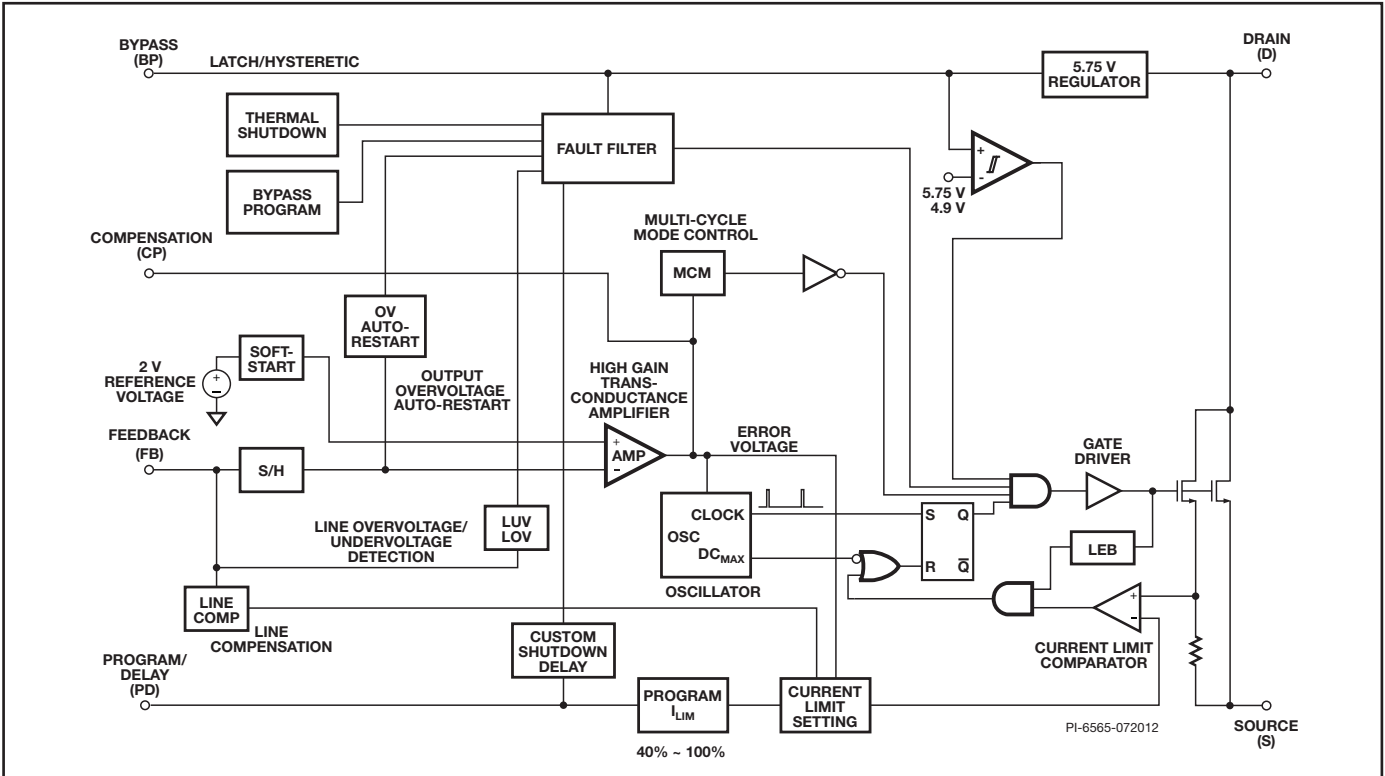 BYPASS
(BP)
LATCH/HYSTERETIC
DRAIN
(D)
5.75 V
REGULATOR
THERMAL
SHUTDOWN
FAULT FILTER
+
-
5.75 V
4.9 V
BYPASS
PROGRAM
COMPENSATION
(CP)
MULTI-CYCLE
MODE CONTROL
MCM
OV
AUTO-
RESTART
SOFT-
START
2 V
REFERENCE
VOLTAGE
+
–
OUTPUT
OVERVOLTAGE
AUTO-RESTART
HIGH GAIN
TRANS-
CONDUCTANCE
AMPLIFIER
FEEDBACK
(FB)
S/H
+
AMP
–
ERROR
VOLTAGE
GATE
DRIVER
LUV
LOV
LINE OVERVOLTAGE/
UNDERVOLTAGE
DETECTION
CLOCK
OSC
DCMAX
OSCILLATOR
S Q
R Q̅
LEB
LINE
COMP
LINE
COMPENSATION
+
–
CURRENT LIMIT
COMPARATOR
CUSTOM
SHUTDOWN
DELAY
PROGRAM/
DELAY
(PD)
PROGRAM
ILIM
40% ~ 100%
CURRENT
LIMIT
SETTING
PI-6565-072012
SOURCE
(S)